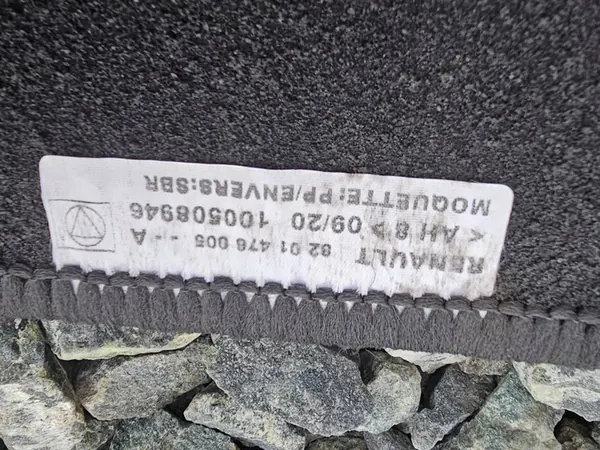 RENAULT 82 01 476 005 -- A
< AH 8 > 09/20 100508946
MOQUETTE: PP/ENVERS:SBR